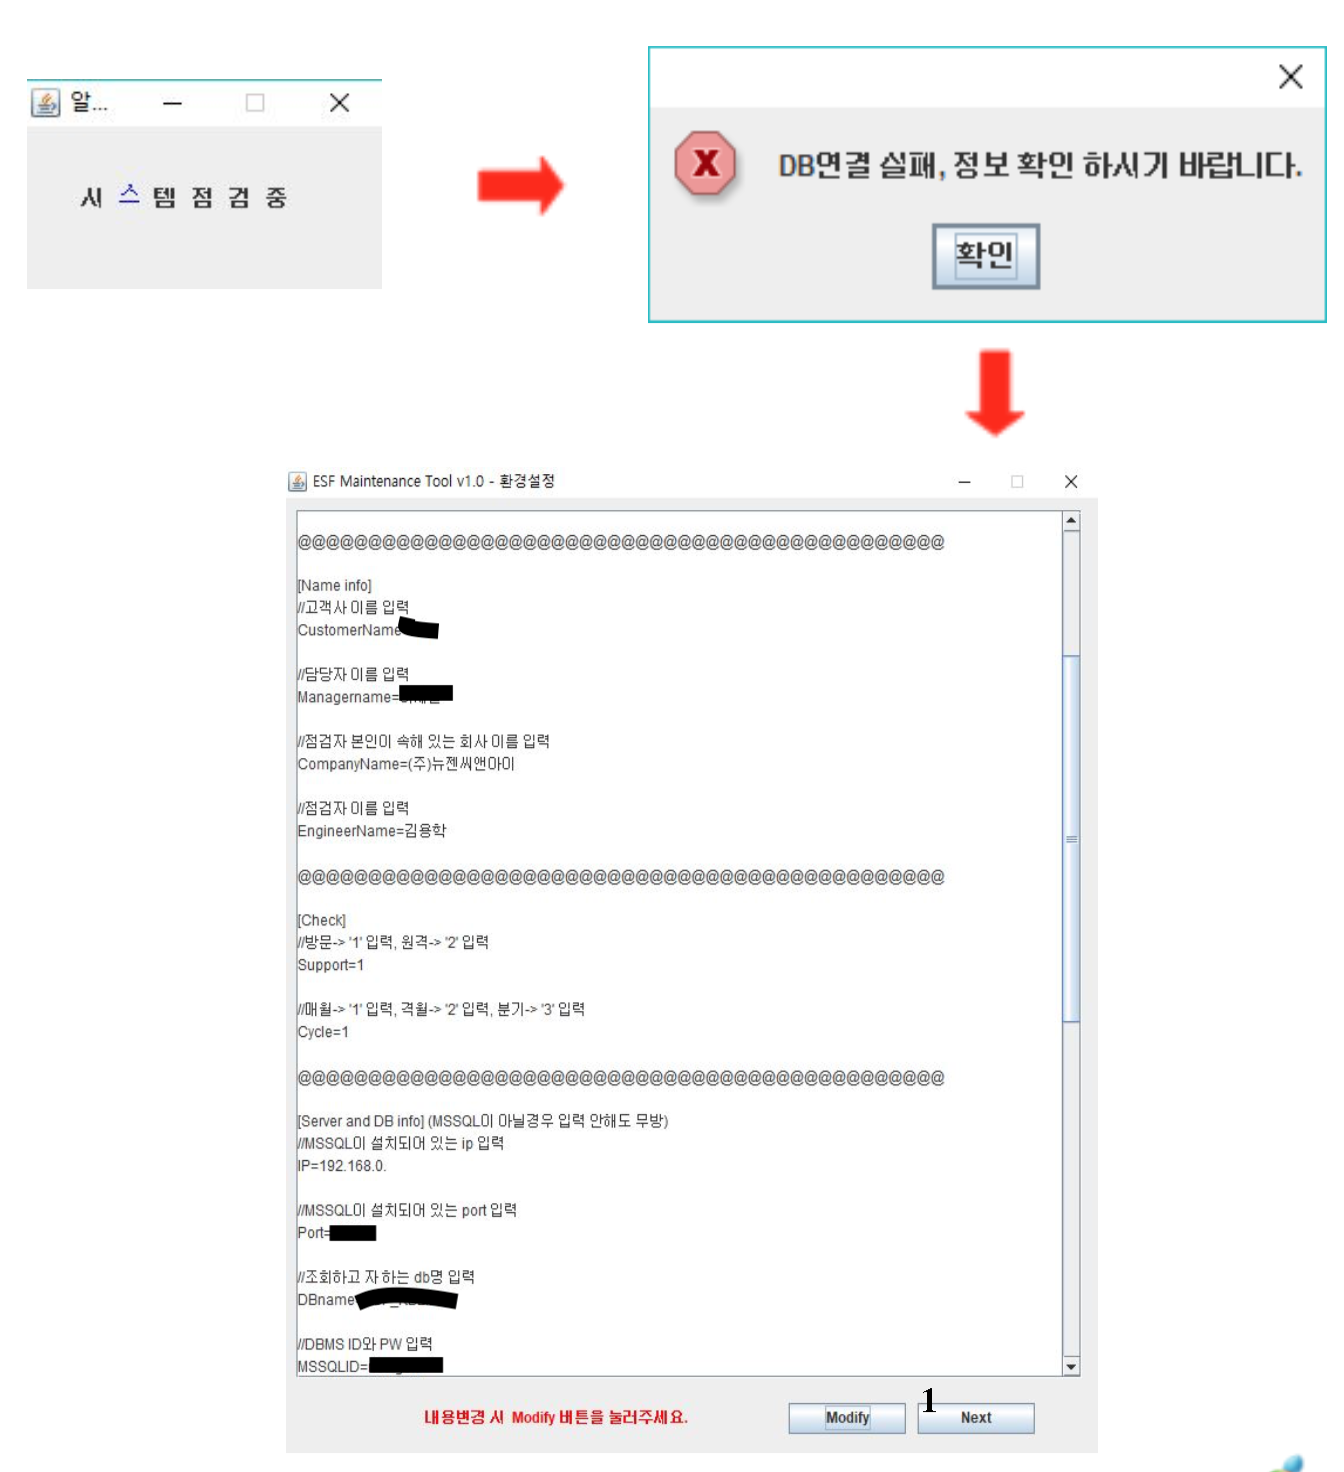 알...
시 스 템 점 검 중
DB연결 실패, 정보 확인 하시기 바랍니다.
확인
ESF Maintenance Tool v1.0 - 환경설정
@@@@@@@@@@@@@@@@@@@@@@@@@@@@@@@@@@@@@@@@@@@@@@
[Name info]
//고객사 이름 입력
CustomerName
//담당자 이름 입력
Managername=
//점검자 본인이 속해 있는 회사 이름 입력
CompanyName=(주)뉴젠씨앤아이
//점검자 이름 입력
EngineerName=김용학
@@@@@@@@@@@@@@@@@@@@@@@@@@@@@@@@@@@@@@@@@@@@@@
[Check]
//방문-> '1' 입력, 원격-> '2' 입력
Support=1
//매월-> '1' 입력, 격월-> '2' 입력, 분기-> '3' 입력
Cycle=1
@@@@@@@@@@@@@@@@@@@@@@@@@@@@@@@@@@@@@@@@@@@@@@
[Server and DB info] (MSSQL이 아닐경우 입력 안해도 무방)
//MSSQL이 설치되어 있는 ip 입력
IP=192.168.0.
//MSSQL이 설치되어 있는 port 입력
Port=
//조회하고 자 하는 db명 입력
DBname
//DBMS ID와 PW 입력
MSSQLID=
내용변경 시 Modify 버튼을 눌러주세요.
Modify
1
Next